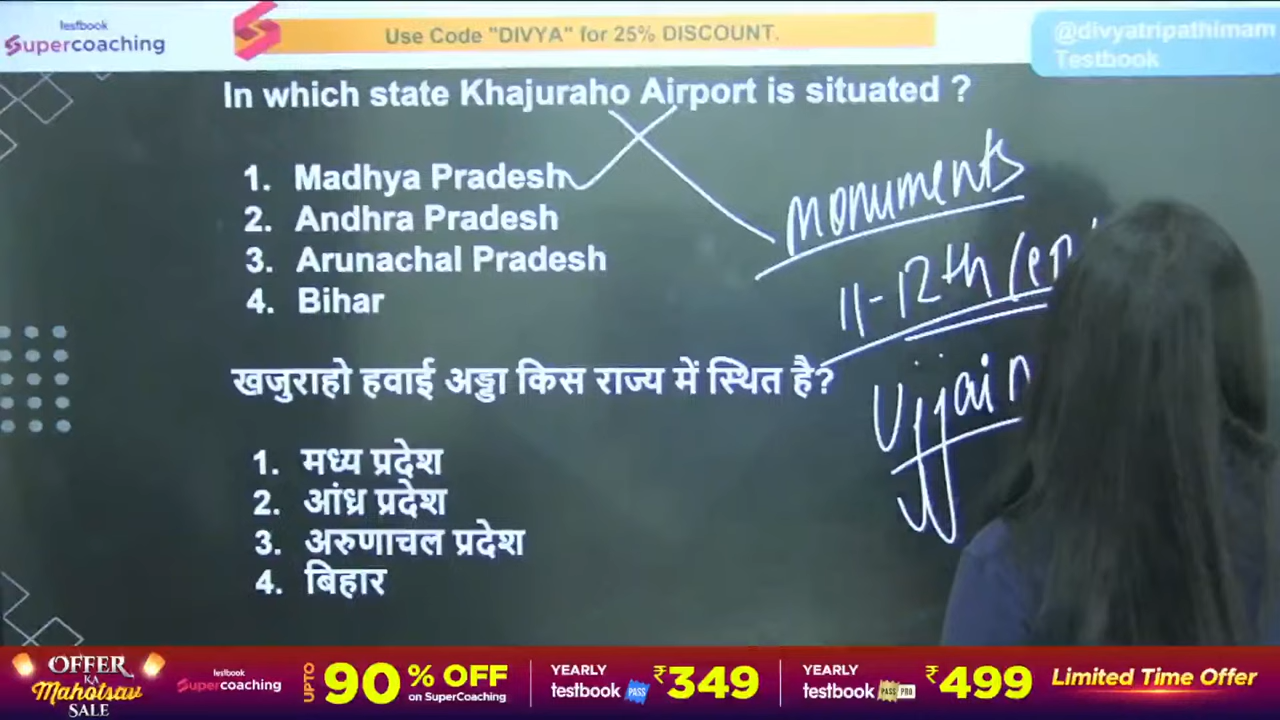 testbook
Supercoaching
Use Code "DIVYA" for 25% DISCOUNT.
@divyatripathimam
Testbook
In which state Khajuraho Airport is situated ?
1. Madhya Pradesh
2. Andhra Pradesh
3. Arunachal Pradesh
4. Bihar
monuments
11-12th
Ujjain
खजुराहो हवाई अड्डा किस राज्य में स्थित है?
1. मध्य प्रदेश
2. आंध्र प्रदेश
3. अरुणाचल प्रदेश
4. बिहार
OFFER
KA
Mahotsav
SALE
testbook
Supercoaching
UPTO 90% OFF
on SuperCoaching
YEARLY
testbook PASS
₹349
YEARLY
testbook PASS PRO
₹499
Limited Time Offer